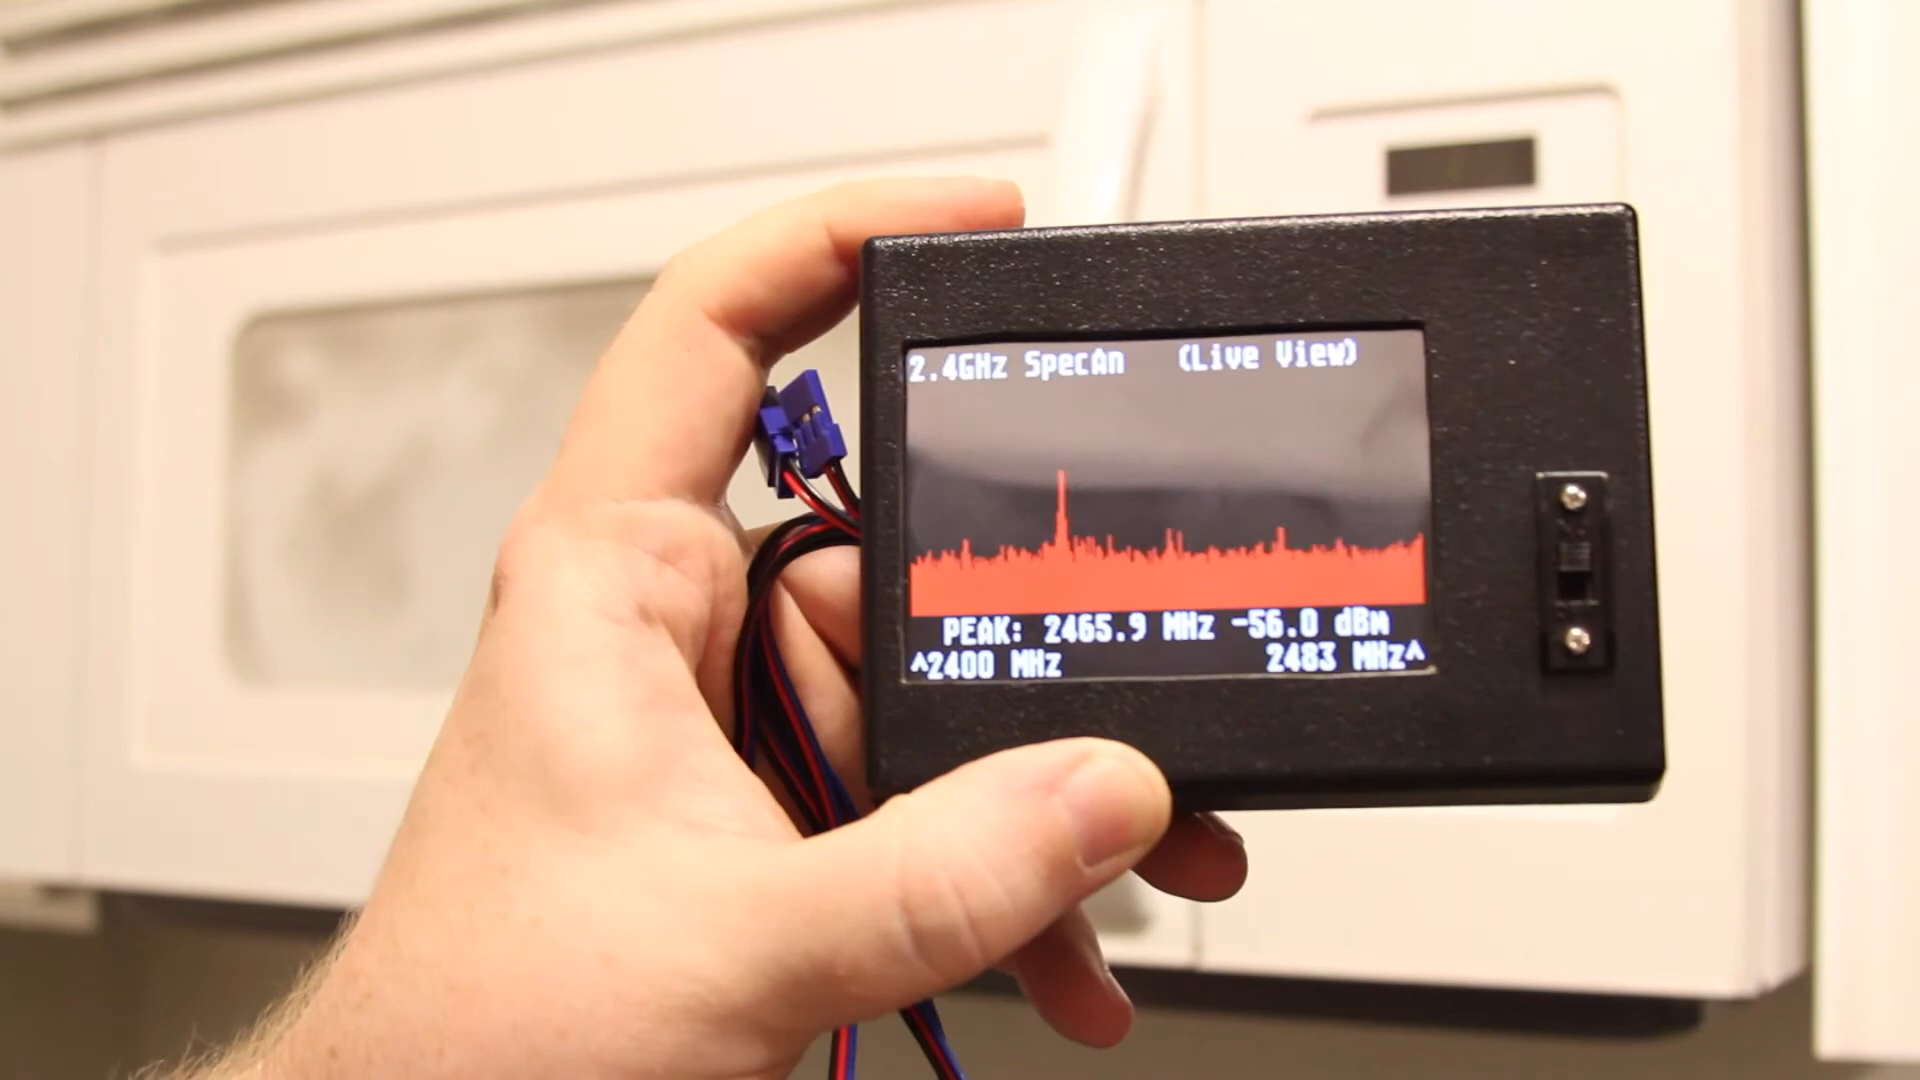 2.4GHz SpecAn (Live View)
PEAK: 2465.9 MHz -56.0 dBm
^2400 MHz 2483 MHz^